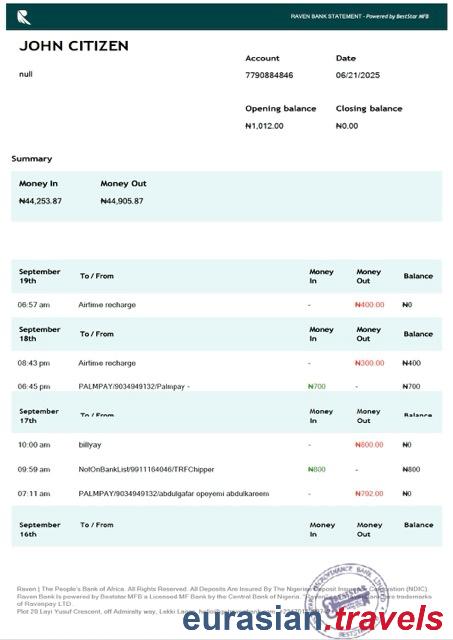 RAVEN BANK STATEMENT - Powered by BestStar MFB
JOHN CITIZEN
null
Account
Date
7790884846
06/21/2025
Opening balance
Closing balance
₦1,012.00
₦0.00
Summary
Money In
Money Out
₦44,253.87
₦44,905.87
September 19th To / From Money In Money Out Balance
06:57 am Airtime recharge - ₦400.00 ₦0
September 18th To / From Money In Money Out Balance
08:43 pm Airtime recharge - ₦300.00 ₦400
06:45 pm PALMPAY/9034949132/Palmpay - ₦700 - ₦700
September 17th To / From Money In Money Out Balance
10:00 am billyay - ₦800.00 ₦0
09:59 am NotOnBankList/9911164046/TRFChipper ₦800 - ₦800
07:11 am PALMPAY/9034949132/abdulgafar opeyemi abdulkareem - ₦792.00 ₦0
September 16th To / From Money In Money Out Balance
Raven | The People's Bank of Africa. All Rights Reserved. All Deposits Are Insured By The Nigerian Deposit Insurance Corporation (NDIC)
Raven Bank is powered by Beststar MFB a Licensed MF Bank by the Central Bank of Nigeria. are trademarks
of Ravenpay LTD.
Plot 20 Layi Yusuf Crescent, off Admiralty way, Lekki
MICROFINANCE BANK
BESTSTAR
eurasian.travels